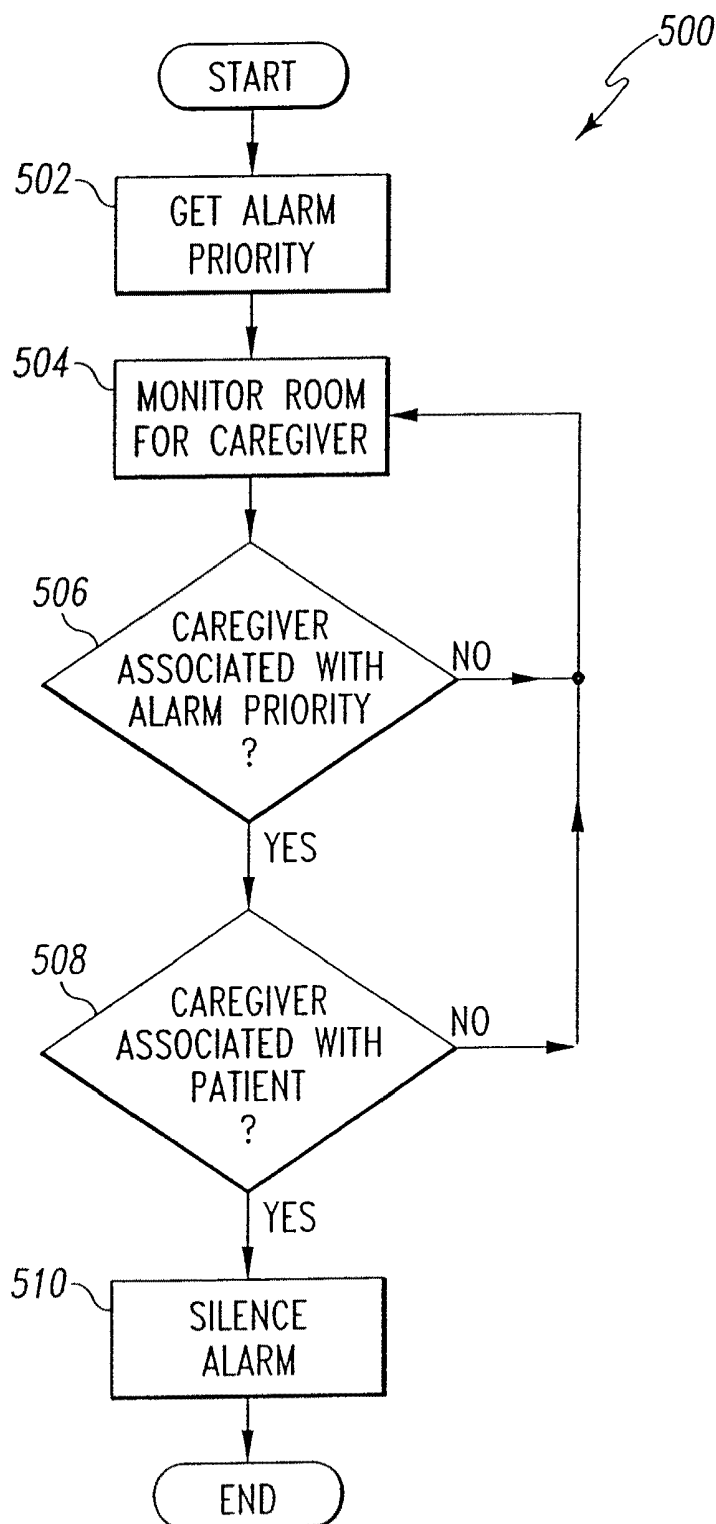 500
START
502
GET ALARM
PRIORITY
504
MONITOR ROOM
FOR CAREGIVER
506
CAREGIVER
ASSOCIATED WITH
ALARM PRIORITY
?
NO
YES
508
CAREGIVER
ASSOCIATED WITH
PATIENT
?
NO
YES
510
SILENCE
ALARM
END